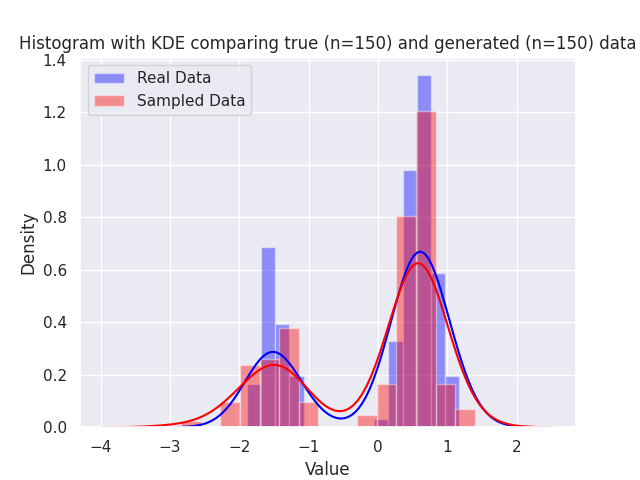 Histogram with KDE comparing true (n=150) and generated (n=150) data
Real Data
Sampled Data
Density
1.4
1.2
1.0
0.8
0.6
0.4
0.2
0.0
−4 −3 −2 −1 0 1 2
Value